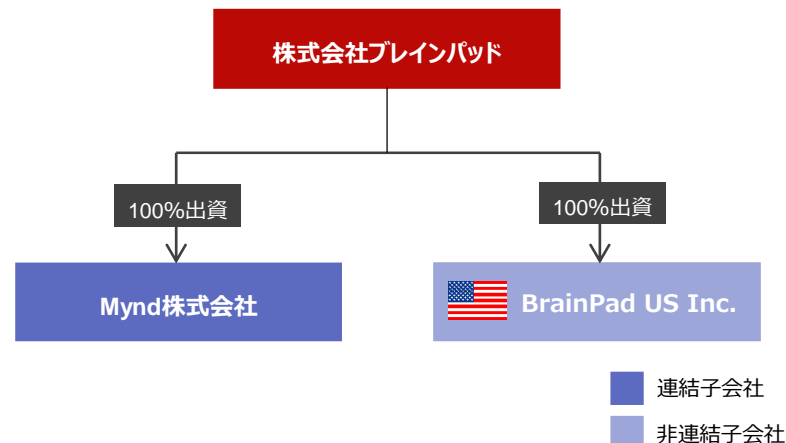 株式会社ブレインパッド
100%出資
100%出資
Mynd株式会社
BrainPad US Inc.
連結子会社
非連結子会社